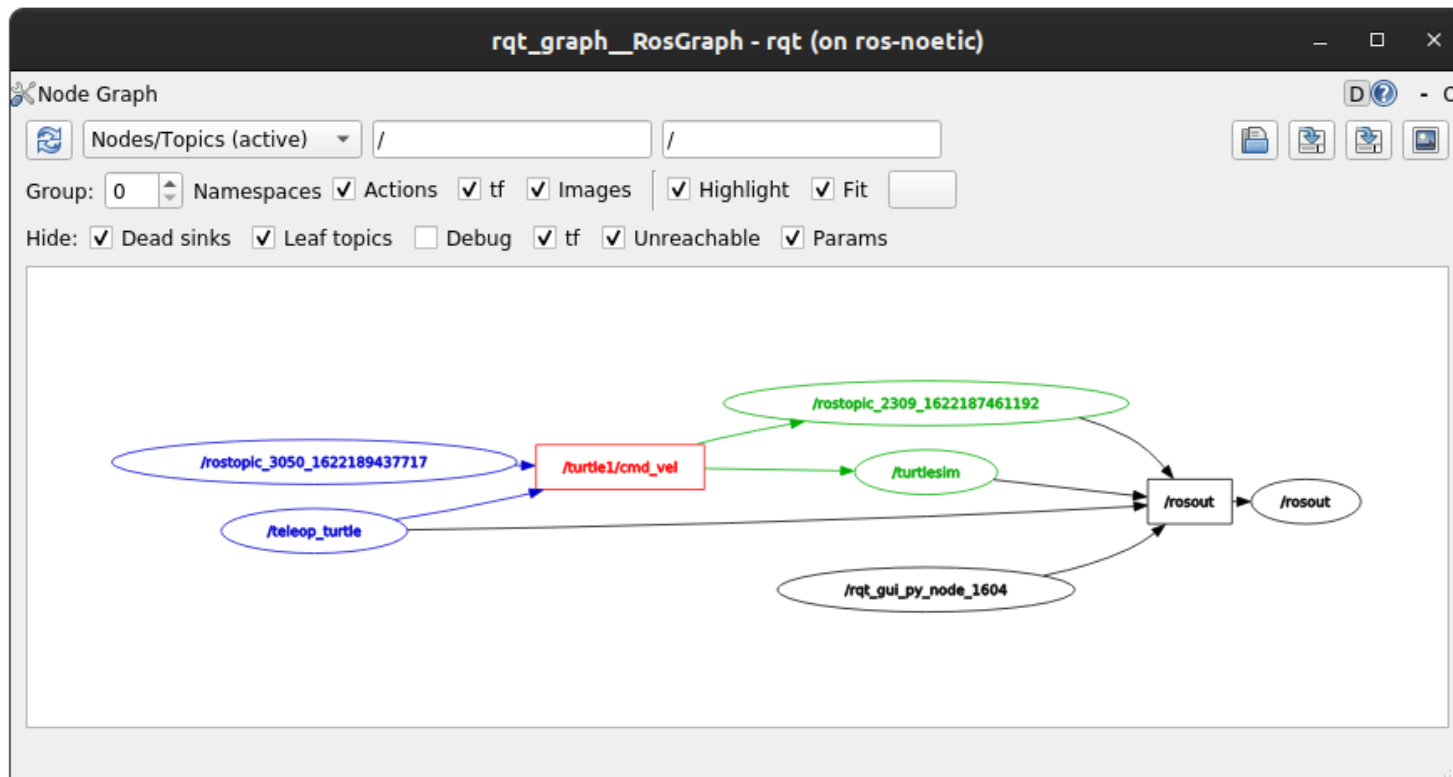 rqt_graph__RosGraph - rqt (on ros-noetic)
Node Graph D ? - O
Nodes/Topics (active) / /
Group: 0 Namespaces Actions tf Images Highlight Fit
Hide: Dead sinks Leaf topics Debug tf Unreachable Params
/rostopic_2309_1622187461192
/rostopic_3050_1622189437717 /turtle1/cmd_vel /turtlesim
/rosout /rosout
/teleop_turtle
/rqt_gui_py_node_1604